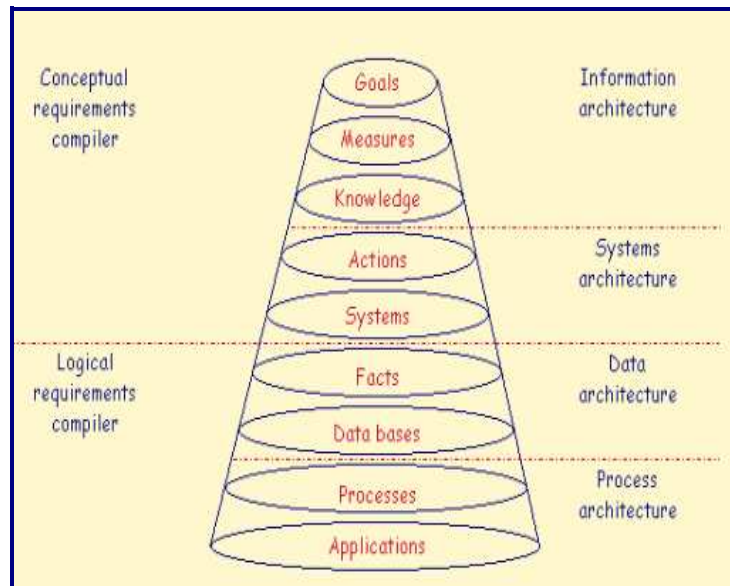 Conceptual
requirements
compiler
Goals
Information
architecture
Measures
Knowledge
Actions
Systems
architecture
Systems
Logical
requirements
compiler
Facts
Data
architecture
Data bases
Processes
Process
architecture
Applications